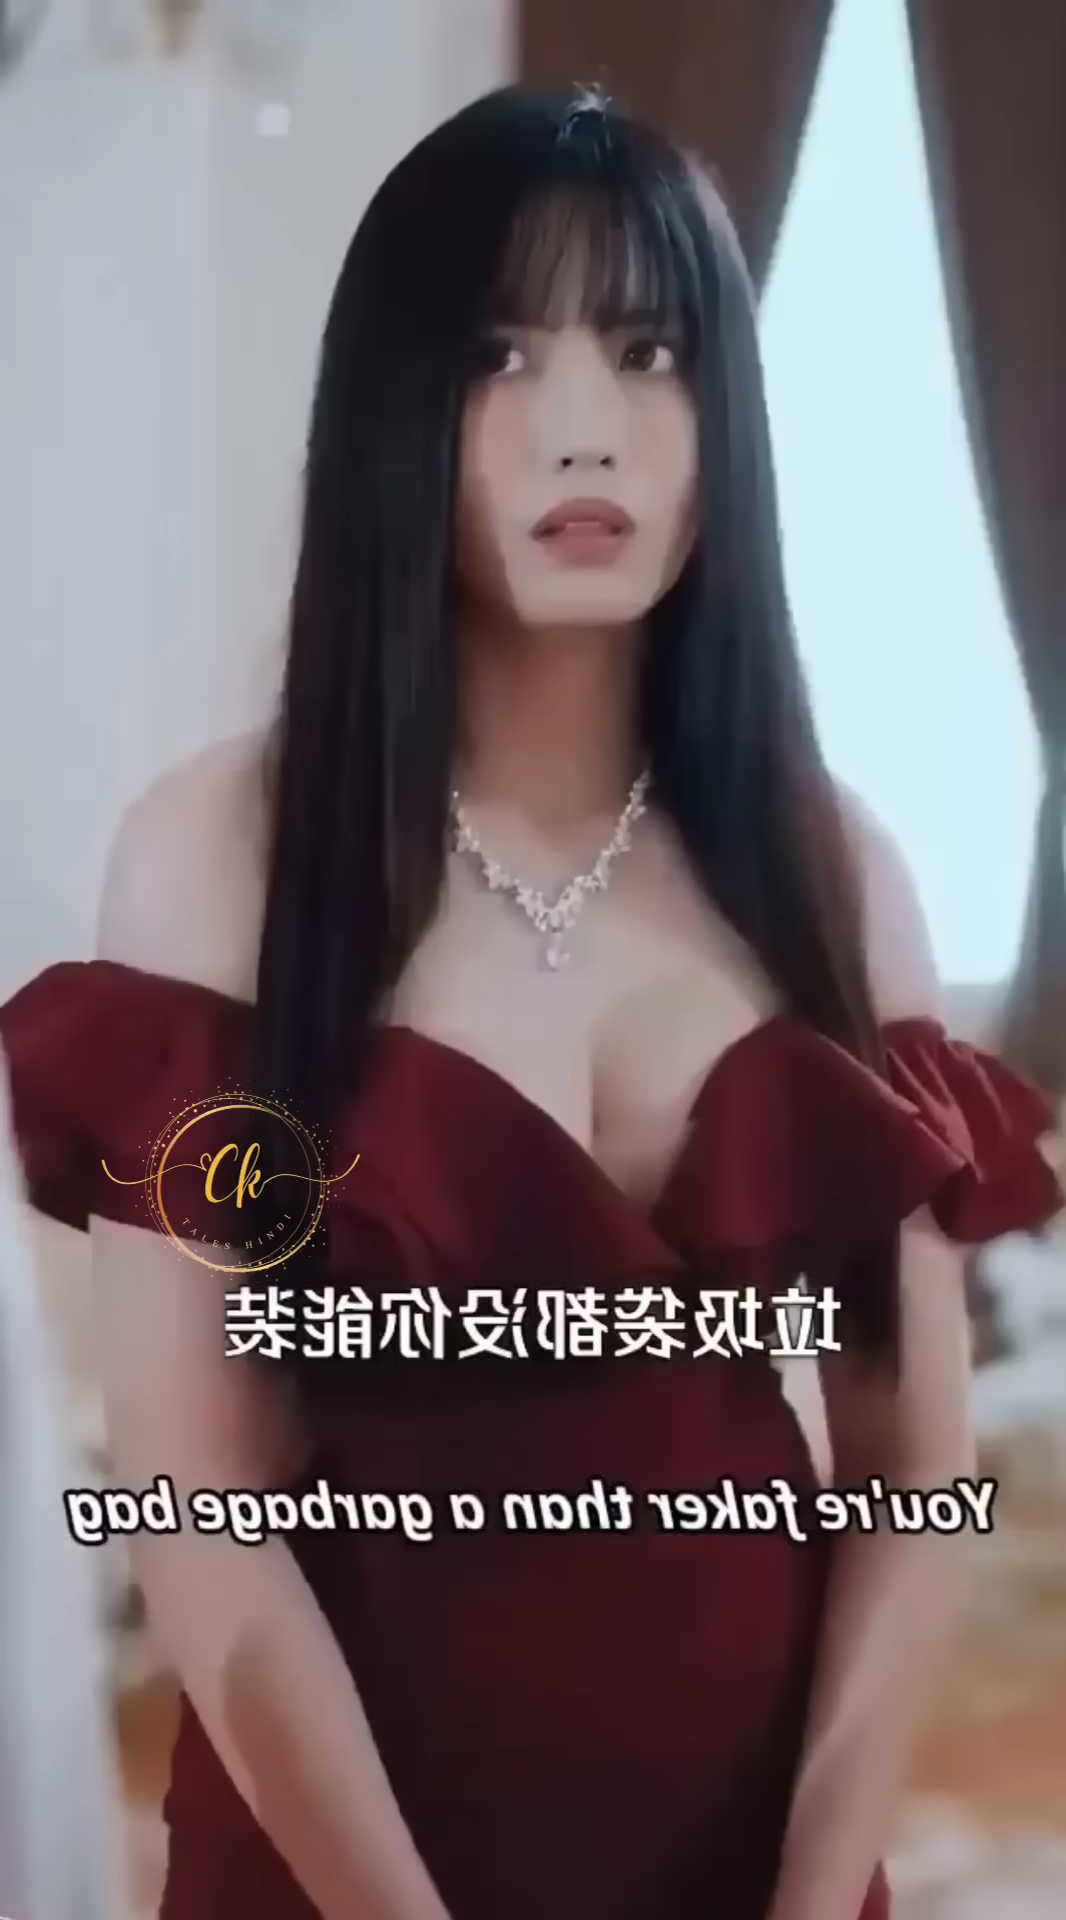 Ck
TALES HINDI
垃圾袋都没你能装
You're faker than a garbage bag